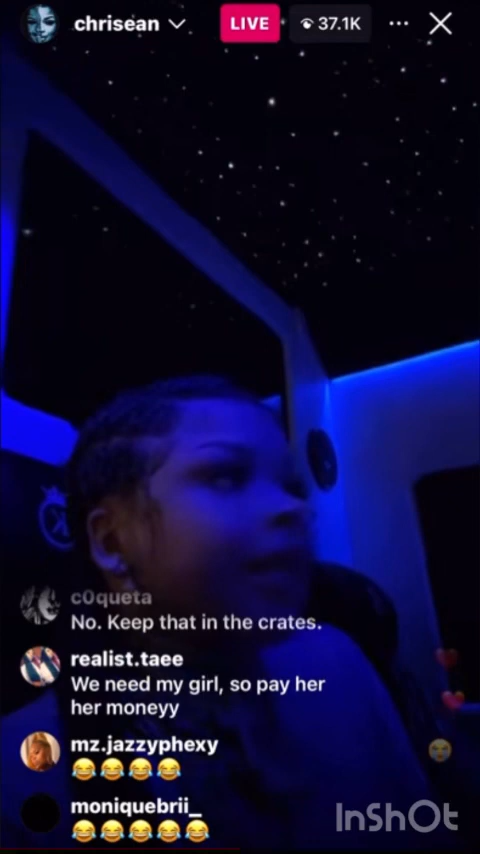 chrisean
LIVE
37.1K
c0queta
No. Keep that in the crates.
realist.taee
We need my girl, so pay her
her moneyy
mz.jazzyphexy
😂😂😂😂
moniquebrii_
😂😂😂😂😂
InShOt